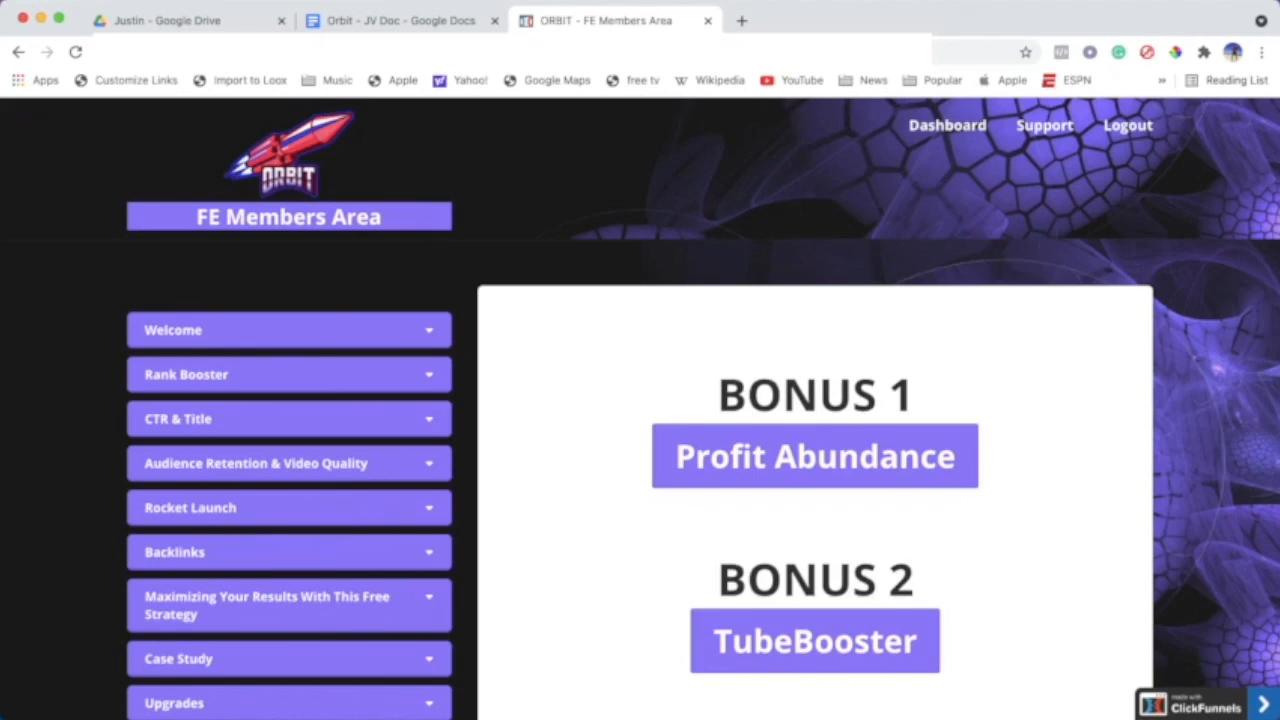 Justin - Google Drive
Orbit - JV Doc - Google Docs
ORBIT - FE Members Area
Apps
Customize Links
Import to Loox
Music
Apple
Yahoo!
Google Maps
free tv
Wikipedia
YouTube
News
Popular
Apple
ESPN
Reading List
ORBIT
FE Members Area
Dashboard
Support
Logout
Welcome
Rank Booster
CTR & Title
Audience Retention & Video Quality
Rocket Launch
Backlinks
Maximizing Your Results With This Free
Strategy
Case Study
Upgrades
BONUS 1
Profit Abundance
BONUS 2
TubeBooster
made with
ClickFunnels